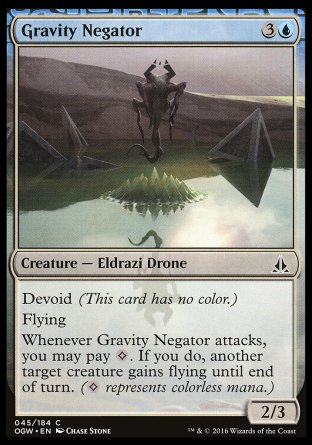 Gravity Negator 3
Creature — Eldrazi Drone
Devoid (This card has no color.)
Flying
Whenever Gravity Negator attacks,
you may pay ◇. If you do, another
target creature gains flying until end
of turn. (◇ represents colorless mana.)
2/3
045/184 C
OGW • EN Chase Stone
™ & © 2016 Wizards of the Coast